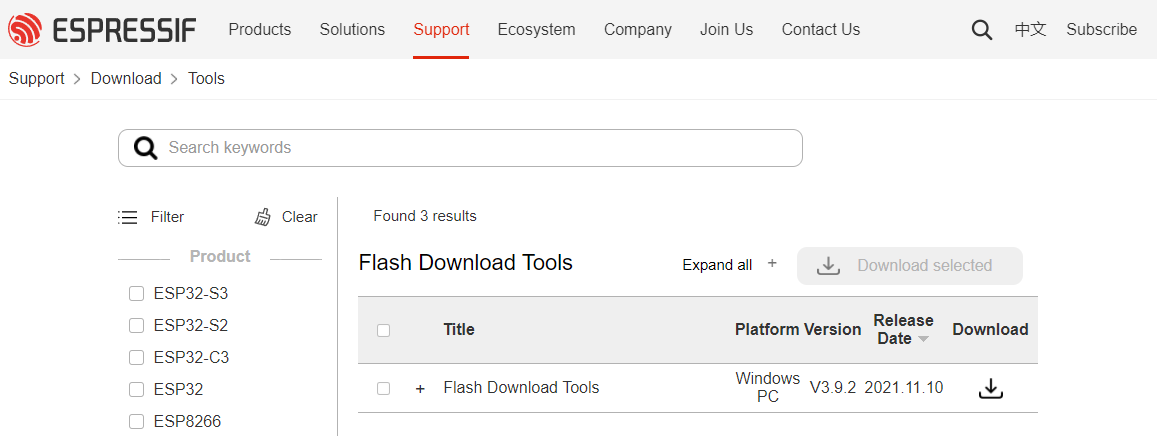 ESPRESSIF Products Solutions Support Ecosystem Company Join Us Contact Us 中文 Subscribe
Support > Download > Tools
Search keywords
Filter Clear
Product
ESP32-S3
ESP32-S2
ESP32-C3
ESP32
ESP8266
Found 3 results
Flash Download Tools Expand all + Download selected
Title Platform Version Release Date Download
+ Flash Download Tools Windows PC V3.9.2 2021.11.10